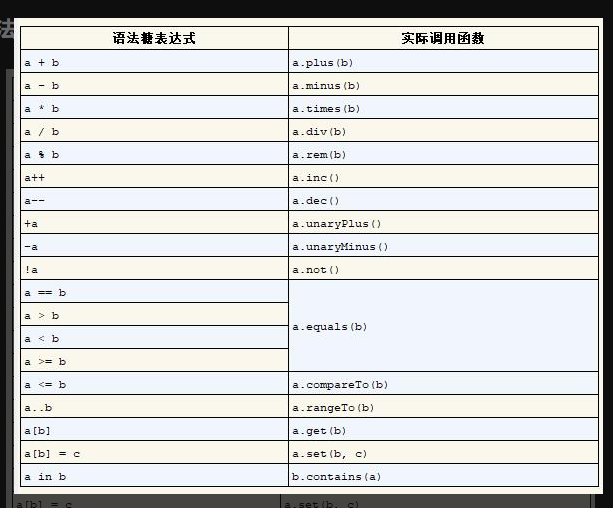 法
语法糖表达式 实际调用函数
a + b a.plus(b)
a - b a.minus(b)
a * b a.times(b)
a / b a.div(b)
a % b a.rem(b)
a++ a.inc()
a-- a.dec()
+a a.unaryPlus()
-a a.unaryMinus()
!a a.not()
a == b
a > b
a.equals(b)
a < b
a >= b
a <= b a.compareTo(b)
a..b a.rangeTo(b)
a[b] a.get(b)
a[b] = c a.set(b, c)
a in b b.contains(a)
a[b] = c a.set(b, c)